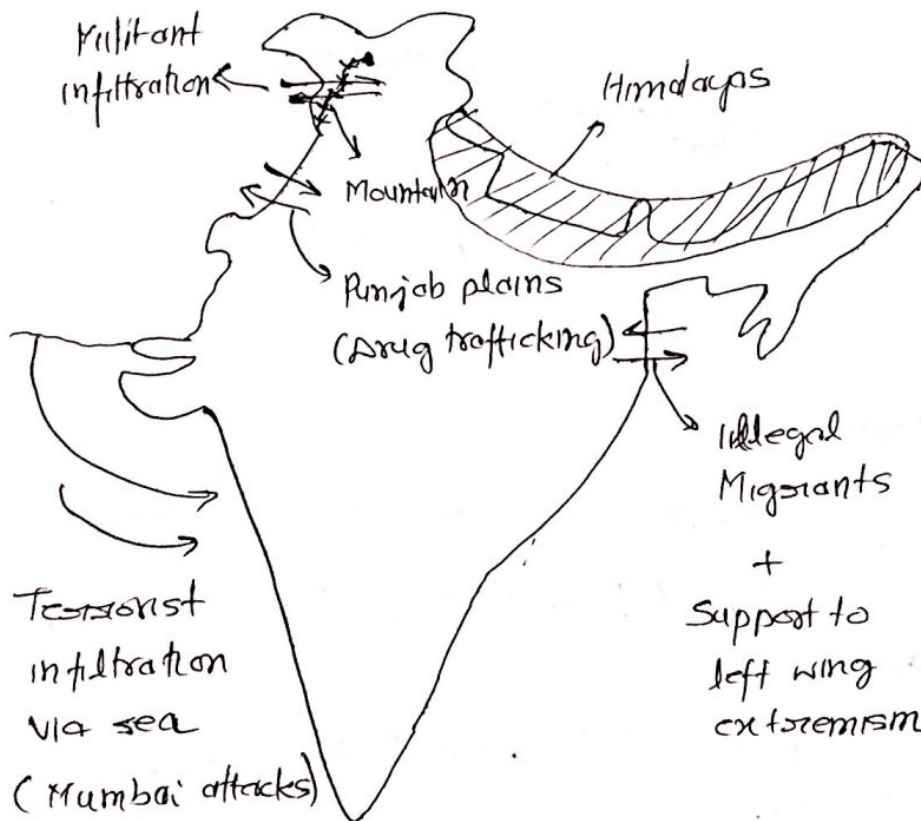 Militant
infiltration
Himalayas
Mountain
Punjab plains
(Drug trafficking)
Illegal
Migrants
+
Support to
left wing
extremism
Terrorist
infiltration
via sea
(Mumbai attacks)